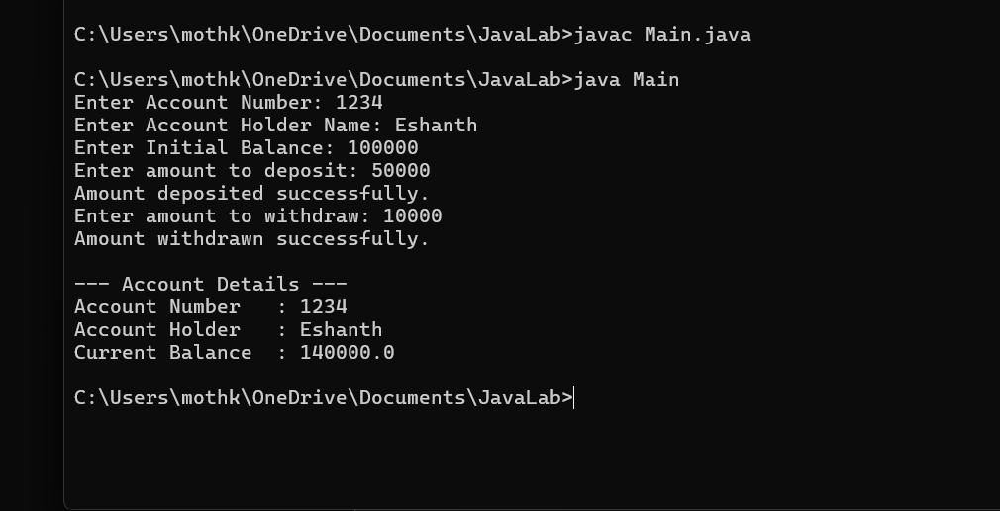 C:\Users\mothk\OneDrive\Documents\JavaLab>javac Main.java
C:\Users\mothk\OneDrive\Documents\JavaLab>java Main
Enter Account Number: 1234
Enter Account Holder Name: Eshanth
Enter Initial Balance: 100000
Enter amount to deposit: 50000
Amount deposited successfully.
Enter amount to withdraw: 10000
Amount withdrawn successfully.
--- Account Details ---
Account Number   : 1234
Account Holder   : Eshanth
Current Balance  : 140000.0
C:\Users\mothk\OneDrive\Documents\JavaLab>